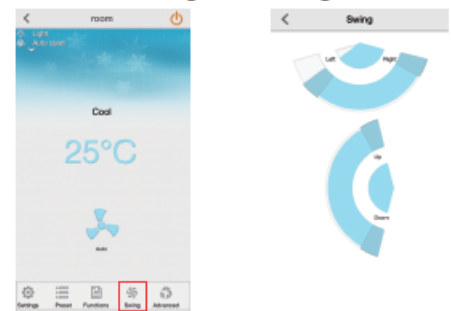 room
Light
Auto open
Cool
25°C
Auto
Settings
Preset
Functions
Swing
Advanced
Swing
Left
Right
Up
Down